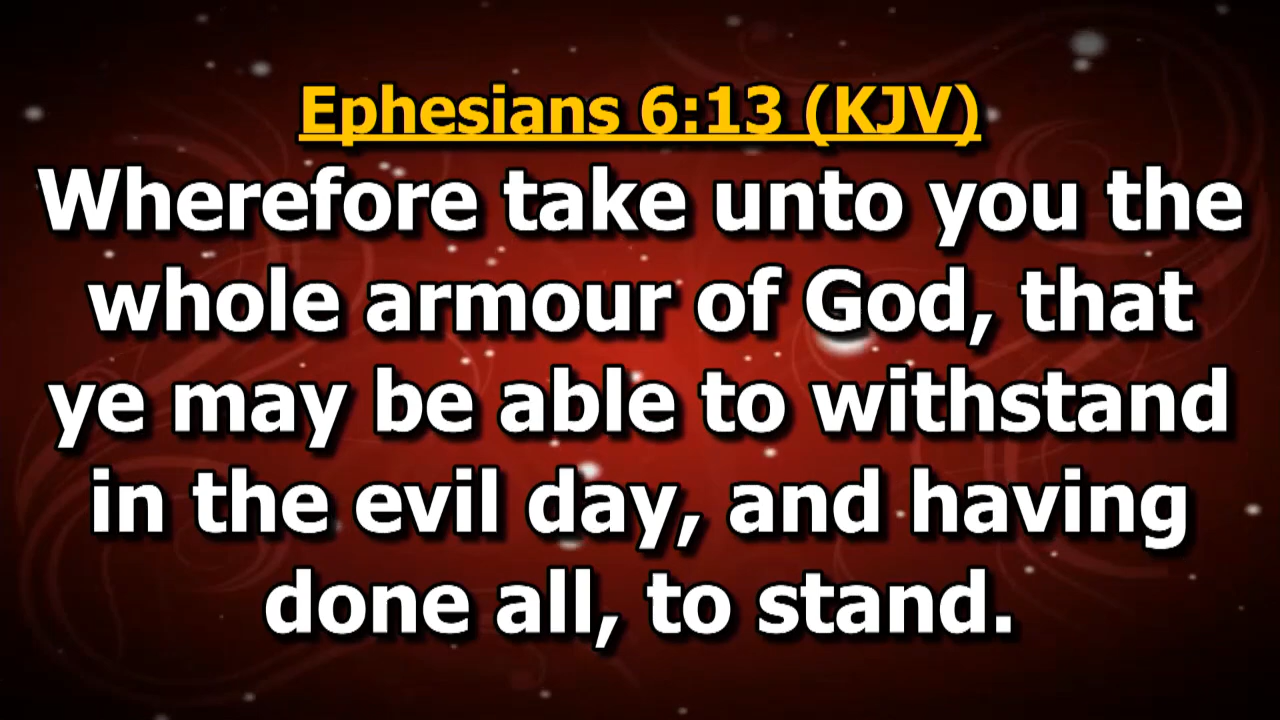 Ephesians 6:13 (KJV)
Wherefore take unto you the
whole armour of God, that
ye may be able to withstand
in the evil day, and having
done all, to stand.